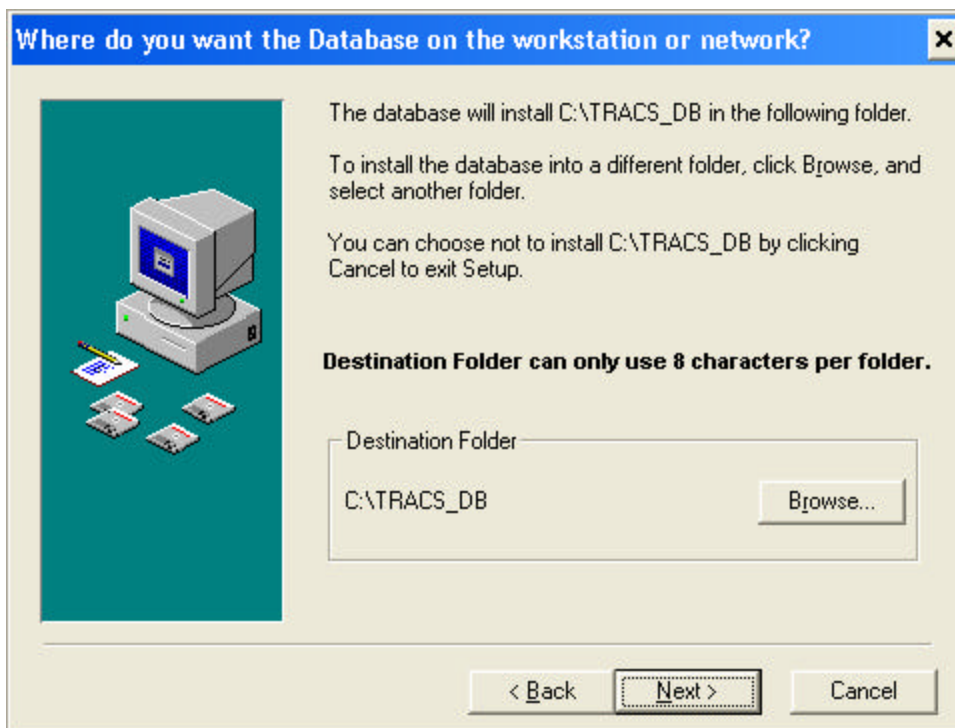 Where do you want the Database on the workstation or network?
The database will install C:\TRACS_DB in the following folder.
To install the database into a different folder, click Browse, and
select another folder.
You can choose not to install C:\TRACS_DB by clicking
Cancel to exit Setup.
Destination Folder can only use 8 characters per folder.
Destination Folder
C:\TRACS_DB
Browse...
< Back
Next >
Cancel